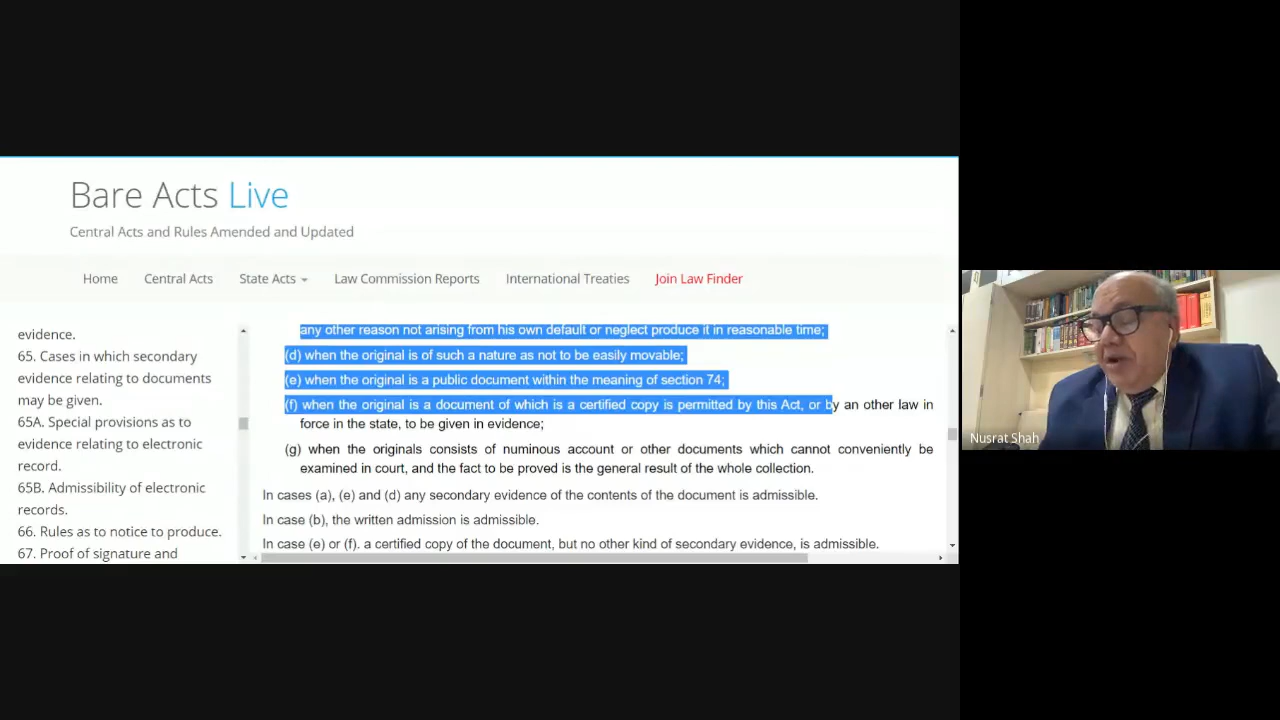 Bare Acts Live
Central Acts and Rules Amended and Updated
Home Central Acts State Acts Law Commission Reports International Treaties Join Law Finder
evidence.
65. Cases in which secondary
evidence relating to documents
may be given.
65A. Special provisions as to
evidence relating to electronic
record.
65B. Admissibility of electronic
records.
66. Rules as to notice to produce.
67. Proof of signature and
any other reason not arising from his own default or neglect produce it in reasonable time;
(d) when the original is of such a nature as not to be easily movable;
(e) when the original is a public document within the meaning of section 74;
(f) when the original is a document of which is a certified copy is permitted by this Act, or by an other law in
force in the state, to be given in evidence;
(g) when the originals consists of numinous account or other documents which cannot conveniently be
examined in court, and the fact to be proved is the general result of the whole collection.
In cases (a), (e) and (d) any secondary evidence of the contents of the document is admissible.
In case (b), the written admission is admissible.
In case (e) or (f). a certified copy of the document, but no other kind of secondary evidence, is admissible.
Nusrat Shah